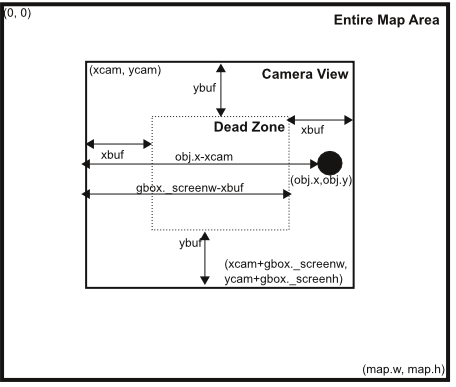 (0, 0)
Entire Map Area
(xcam, ycam)
Camera View
ybuf
Dead Zone
xbuf
xbuf
obj.x-xcam
(obj.x,obj.y)
gbox._screenw-xbuf
ybuf
(xcam+gbox._screenw,
ycam+gbox._screenh)
(map.w, map.h)